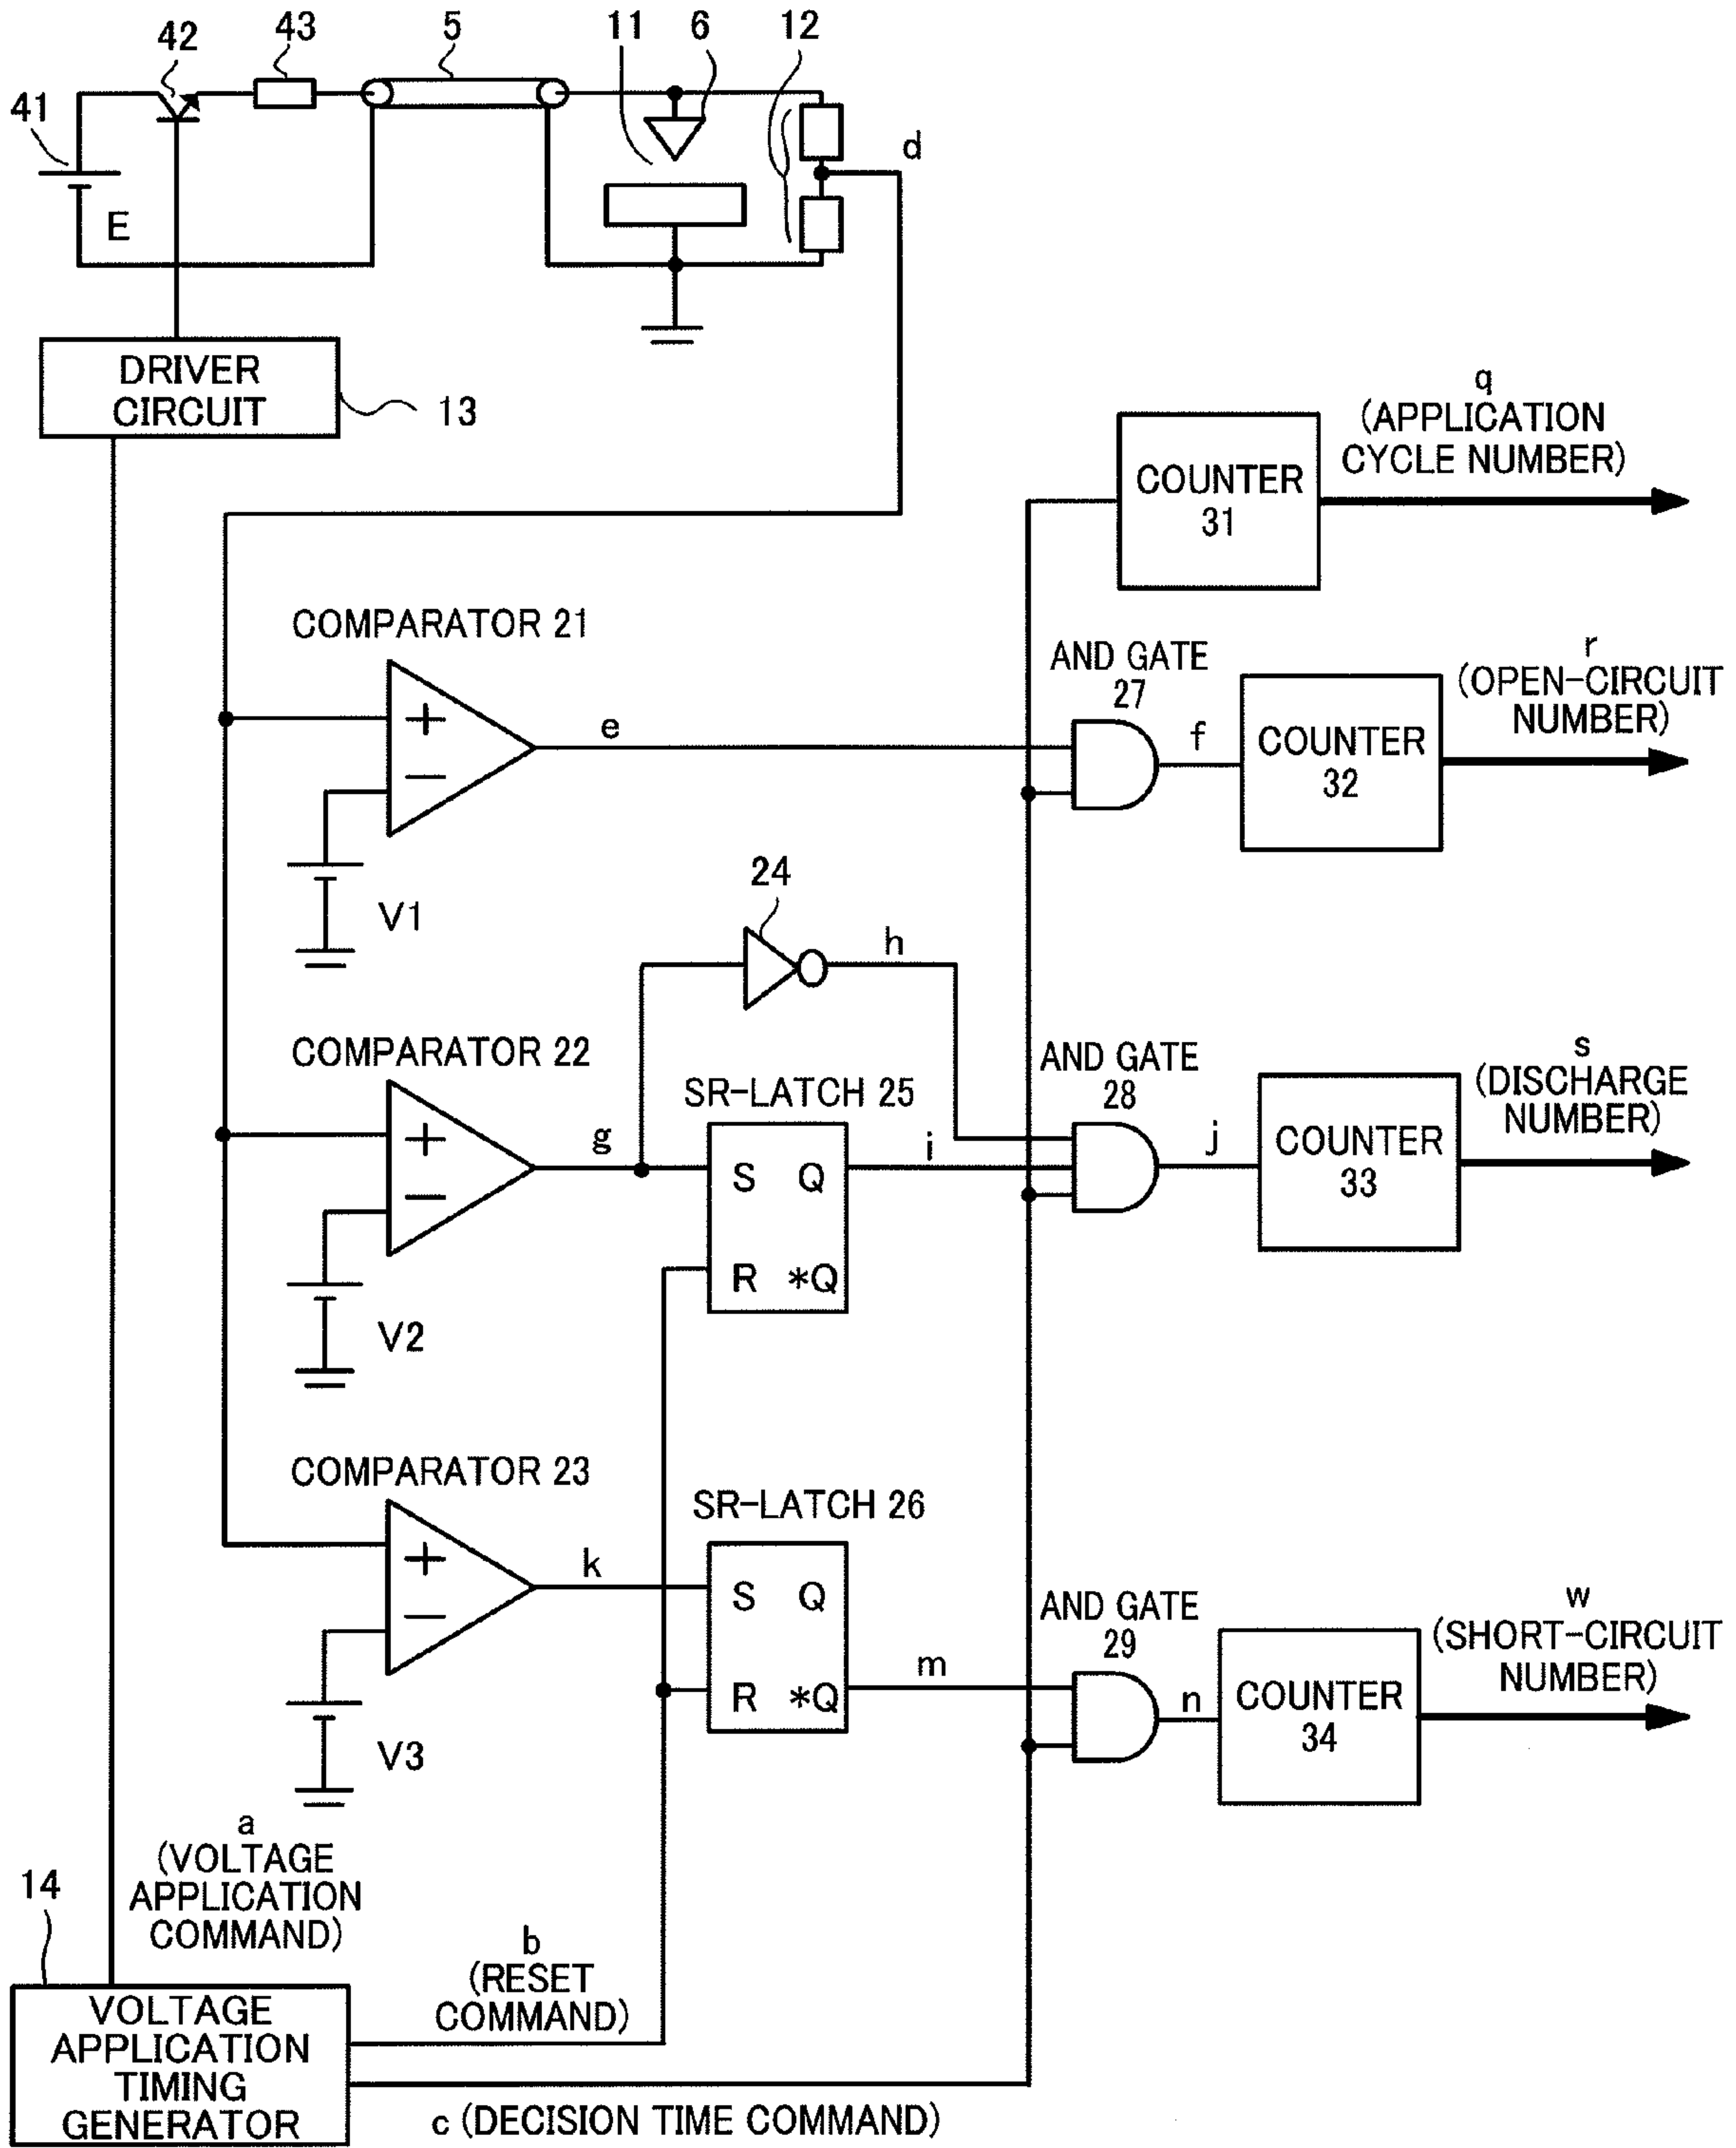 42
43
5
11
6
12
41
d
E
DRIVER
CIRCUIT
13
q
(APPLICATION
CYCLE NUMBER)
COUNTER
31
COMPARATOR 21
+
−
e
V1
AND GATE
27
f
r
(OPEN-CIRCUIT
NUMBER)
COUNTER
32
24
h
COMPARATOR 22
+
−
g
V2
SR-LATCH 25
S Q
R *Q
i
AND GATE
28
j
s
(DISCHARGE
NUMBER)
COUNTER
33
COMPARATOR 23
+
−
k
V3
SR-LATCH 26
S Q
R *Q
m
AND GATE
29
n
w
(SHORT-CIRCUIT
NUMBER)
COUNTER
34
a
(VOLTAGE
APPLICATION
COMMAND)
14
b
(RESET
COMMAND)
VOLTAGE
APPLICATION
TIMING
GENERATOR
c (DECISION TIME COMMAND)